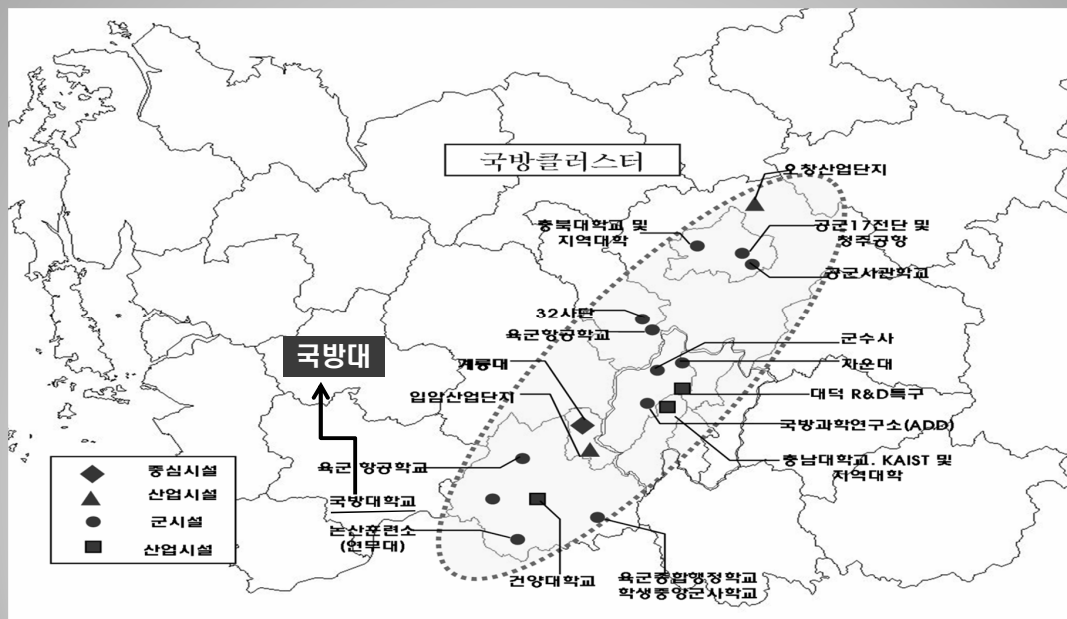 국방클러스터
오창산업단지
충북대학교 및
지역대학
공군17전단 및
청주공항
공군사관학교
32사단
육군항공학교
군수사
국방대
계룡대
자운대
입암산업단지
대덕 R&D특구
국방과학연구소(ADD)
육군 항공학교
충남대학교. KAIST 및
지역대학
중심시설
산업시설
군시설
산업시설
국방대학교
논산훈련소
(연무대)
건양대학교
육군종합행정학교
학생중앙군사학교